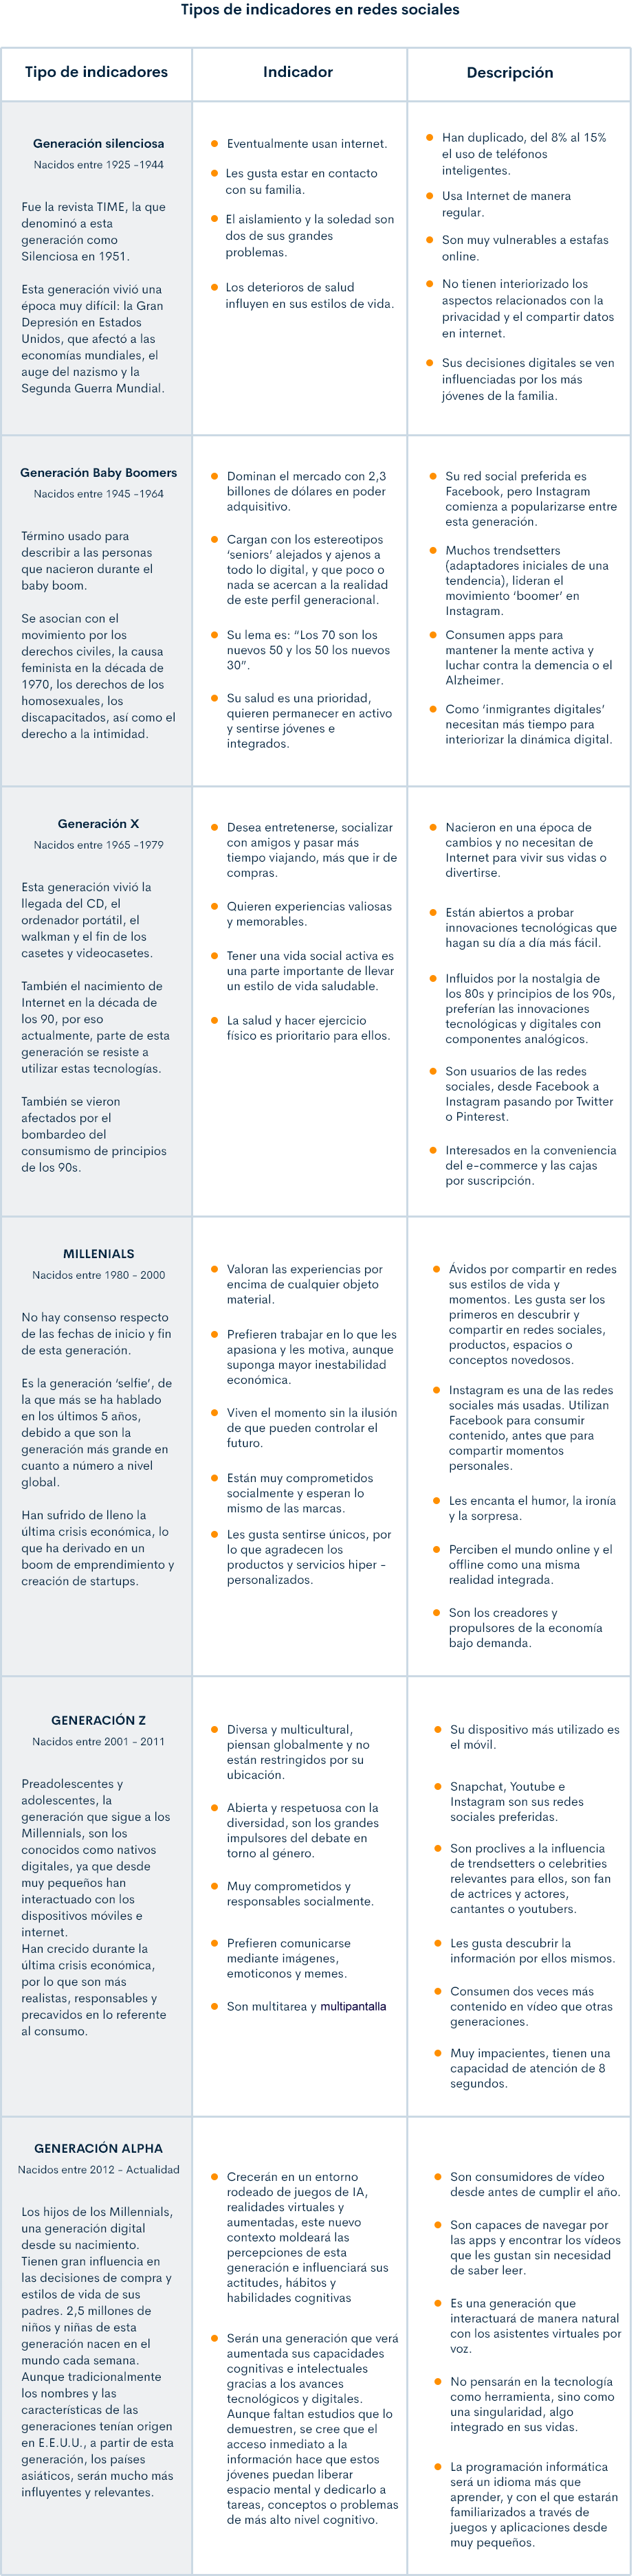 Tipos de indicadores en redes sociales
Tipo de indicadores
Indicador
Descripción
Generación silenciosa
Nacidos entre 1925 -1944
Fue la revista TIME, la que
denominó a esta
generación como
Silenciosa en 1951.
Esta generación vivió una
época muy difícil: la Gran
Depresión en Estados
Unidos, que afectó a las
economías mundiales, el
auge del nazismo y la
Segunda Guerra Mundial.
Eventualmente usan internet.
Les gusta estar en contacto
con su familia.
El aislamiento y la soledad son
dos de sus grandes
problemas.
Los deterioros de salud
influyen en sus estilos de vida.
Han duplicado, del 8% al 15%
el uso de teléfonos
inteligentes.
Usa Internet de manera
regular.
Son muy vulnerables a estafas
online.
No tienen interiorizado los
aspectos relacionados con la
privacidad y el compartir datos
en internet.
Sus decisiones digitales se ven
influenciadas por los más
jóvenes de la familia.
Generación Baby Boomers
Nacidos entre 1945 -1964
Término usado para
describir a las personas
que nacieron durante el
baby boom.
Se asocian con el
movimiento por los
derechos civiles, la causa
feminista en la década de
1970, los derechos de los
homosexuales, los
discapacitados, así como el
derecho a la intimidad.
Dominan el mercado con 2,3
billones de dólares en poder
adquisitivo.
Cargan con los estereotipos
‘seniors’ alejados y ajenos a
todo lo digital, y que poco o
nada se acercan a la realidad
de este perfil generacional.
Su lema es: “Los 70 son los
nuevos 50 y los 50 los nuevos
30”.
Su salud es una prioridad,
quieren permanecer en activo
y sentirse jóvenes e
integrados.
Su red social preferida es
Facebook, pero Instagram
comienza a popularizarse entre
esta generación.
Muchos trendsetters
(adaptadores iniciales de una
tendencia), lideran el
movimiento ‘boomer’ en
Instagram.
Consumen apps para
mantener la mente activa y
luchar contra la demencia o el
Alzheimer.
Como ‘inmigrantes digitales’
necesitan más tiempo para
interiorizar la dinámica digital.
Generación X
Nacidos entre 1965 -1979
Esta generación vivió la
llegada del CD, el
ordenador portátil, el
walkman y el fin de los
casetes y videocasetes.
También el nacimiento de
Internet en la década de
los 90, por eso
actualmente, parte de esta
generación se resiste a
utilizar estas tecnologías.
También se vieron
afectados por el
bombardeo del
consumismo de principios
de los 90s.
Desea entretenerse, socializar
con amigos y pasar más
tiempo viajando, más que ir de
compras.
Quieren experiencias valiosas
y memorables.
Tener una vida social activa es
una parte importante de llevar
un estilo de vida saludable.
La salud y hacer ejercicio
físico es prioritario para ellos.
Nacieron en una época de
cambios y no necesitan de
Internet para vivir sus vidas o
divertirse.
Están abiertos a probar
innovaciones tecnológicas que
hagan su día a día más fácil.
Influidos por la nostalgia de
los 80s y principios de los 90s,
preferían las innovaciones
tecnológicas y digitales con
componentes analógicos.
Son usuarios de las redes
sociales, desde Facebook a
Instagram pasando por Twitter
o Pinterest.
Interesados en la conveniencia
del e-commerce y las cajas
por suscripción.
MILLENIALS
Nacidos entre 1980 - 2000
No hay consenso respecto
de las fechas de inicio y fin
de esta generación.
Es la generación ‘selfie’, de
la que más se ha hablado
en los últimos 5 años,
debido a que son la
generación más grande en
cuanto a número a nivel
global.
Han sufrido de lleno la
última crisis económica, lo
que ha derivado en un
boom de emprendimiento y
creación de startups.
Valoran las experiencias por
encima de cualquier objeto
material.
Prefieren trabajar en lo que les
apasiona y les motiva, aunque
suponga mayor inestabilidad
económica.
Viven el momento sin la ilusión
de que pueden controlar el
futuro.
Están muy comprometidos
socialmente y esperan lo
mismo de las marcas.
Les gusta sentirse únicos, por
lo que agradecen los
productos y servicios hiper -
personalizados.
Ávidos por compartir en redes
sus estilos de vida y
momentos. Les gusta ser los
primeros en descubrir y
compartir en redes sociales,
productos, espacios o
conceptos novedosos.
Instagram es una de las redes
sociales más usadas. Utilizan
Facebook para consumir
contenido, antes que para
compartir momentos
personales.
Les encanta el humor, la ironía
y la sorpresa.
Perciben el mundo online y el
offline como una misma
realidad integrada.
Son los creadores y
propulsores de la economía
bajo demanda.
GENERACIÓN Z
Nacidos entre 2001 - 2011
Preadolescentes y
adolescentes, la
generación que sigue a los
Millennials, son los
conocidos como nativos
digitales, ya que desde
muy pequeños han
interactuado con los
dispositivos móviles e
internet.
Han crecido durante la
última crisis económica,
por lo que son más
realistas, responsables y
precavidos en lo referente
al consumo.
Diversa y multicultural,
piensan globalmente y no
están restringidos por su
ubicación.
Abierta y respetuosa con la
diversidad, son los grandes
impulsores del debate en
torno al género.
Muy comprometidos y
responsables socialmente.
Prefieren comunicarse
mediante imágenes,
emoticonos y memes.
Son multitarea y multipantalla
Su dispositivo más utilizado es
el móvil.
Snapchat, Youtube e
Instagram son sus redes
sociales preferidas.
Son proclives a la influencia
de trendsetters o celebrities
relevantes para ellos, son fan
de actrices y actores,
cantantes o youtubers.
Les gusta descubrir la
información por ellos mismos.
Consumen dos veces más
contenido en vídeo que otras
generaciones.
Muy impacientes, tienen una
capacidad de atención de 8
segundos.
GENERACIÓN ALPHA
Nacidos entre 2012 - Actualidad
Los hijos de los Millennials,
una generación digital
desde su nacimiento.
Tienen gran influencia en
las decisiones de compra y
estilos de vida de sus
padres. 2,5 millones de
niños y niñas de esta
generación nacen en el
mundo cada semana.
Aunque tradicionalmente
los nombres y las
características de las
generaciones tenían origen
en E.E.U.U., a partir de esta
generación, los países
asiáticos, serán mucho más
influyentes y relevantes.
Crecerán en un entorno
rodeado de juegos de IA,
realidades virtuales y
aumentadas, este nuevo
contexto moldeará las
percepciones de esta
generación e influenciará sus
actitudes, hábitos y
habilidades cognitivas
Serán una generación que verá
aumentada sus capacidades
cognitivas e intelectuales
gracias a los avances
tecnológicos y digitales.
Aunque faltan estudios que lo
demuestren, se cree que el
acceso inmediato a la
información hace que estos
jóvenes puedan liberar
espacio mental y dedicarlo a
tareas, conceptos o problemas
de más alto nivel cognitivo.
Son consumidores de vídeo
desde antes de cumplir el año.
Son capaces de navegar por
las apps y encontrar los vídeos
que les gustan sin necesidad
de saber leer.
Es una generación que
interactuará de manera natural
con los asistentes virtuales por
voz.
No pensarán en la tecnología
como herramienta, sino como
una singularidad, algo
integrado en sus vidas.
La programación informática
será un idioma más que
aprender, y con el que estarán
familiarizados a través de
juegos y aplicaciones desde
muy pequeños.